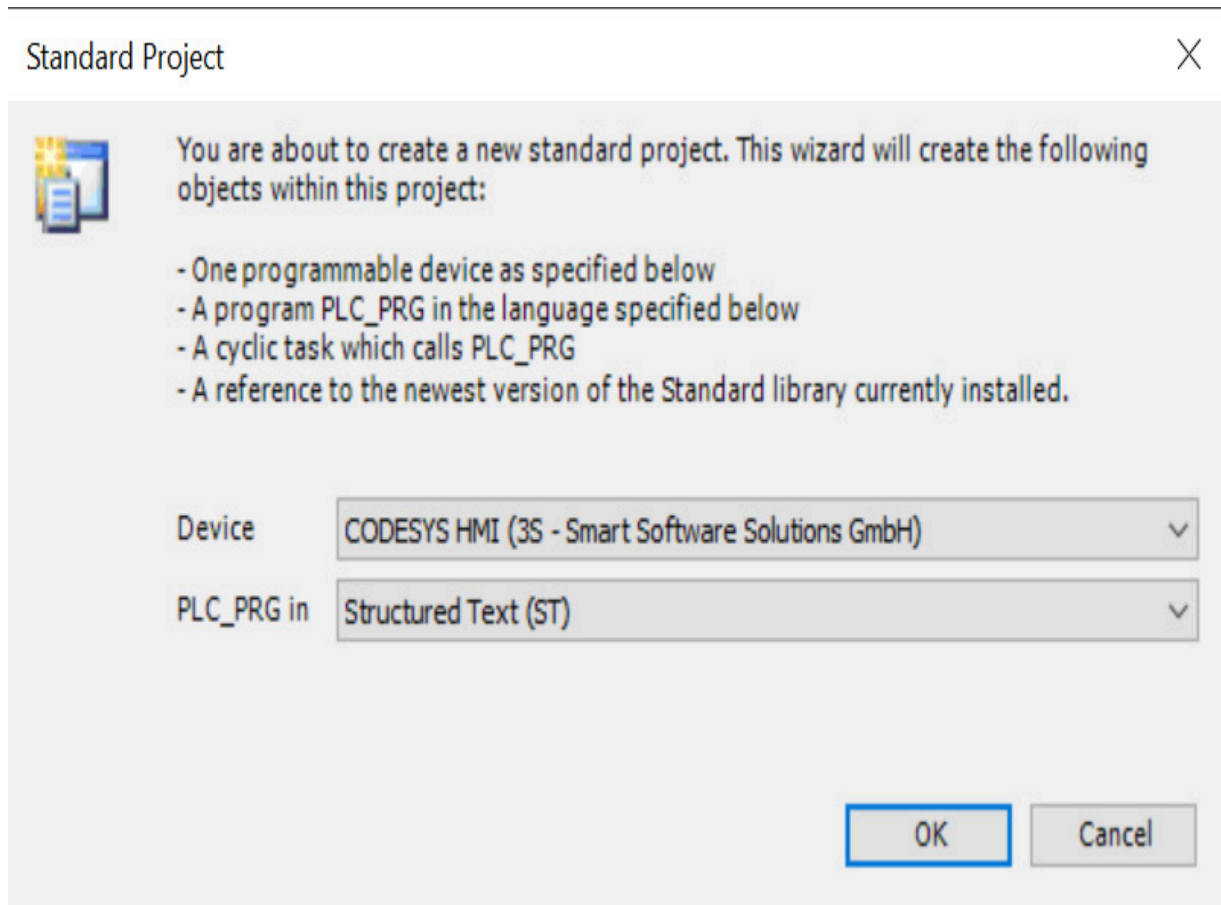 Standard Project
You are about to create a new standard project. This wizard will create the following
objects within this project:
- One programmable device as specified below
- A program PLC_PRG in the language specified below
- A cyclic task which calls PLC_PRG
- A reference to the newest version of the Standard library currently installed.
Device CODESYS HMI (3S - Smart Software Solutions GmbH)
PLC_PRG in Structured Text (ST)
OK Cancel